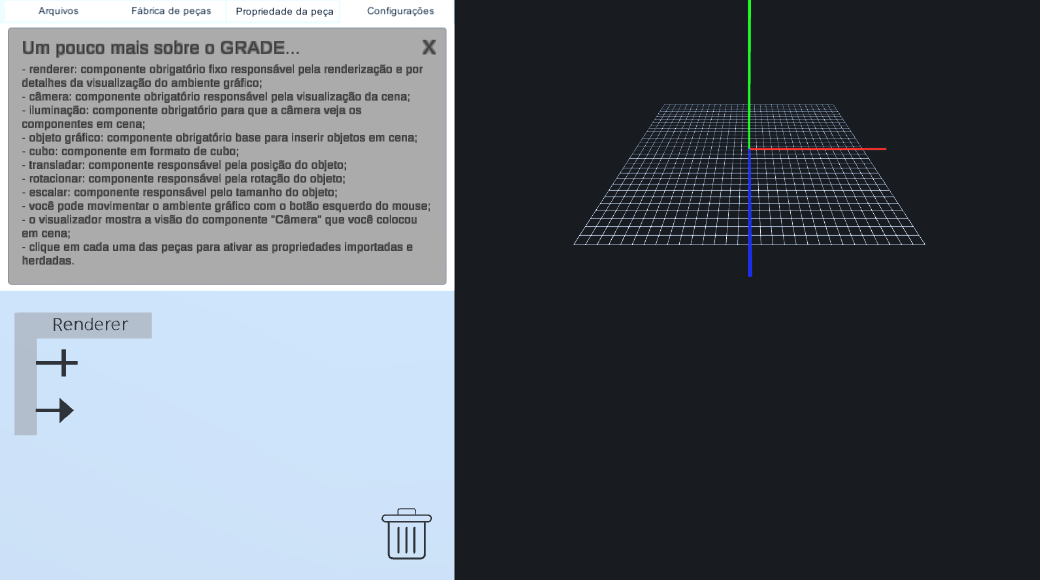 Arquivos
Fábrica de peças
Propriedade da peça
Configurações
Um pouco mais sobre o GRADE...
X
- renderer: componente obrigatório fixo responsável pela renderização e por
detalhes da visualização do ambiente gráfico;
- câmera: componente obrigatório responsável pela visualização da cena;
- iluminação: componente obrigatório para que a câmera veja os
componentes em cena;
- objeto gráfico: componente obrigatório base para inserir objetos em cena;
- cubo: componente em formato de cubo;
- transladar: componente responsável pela posição do objeto;
- rotacionar: componente responsável pela rotação do objeto;
- escalar: componente responsável pelo tamanho do objeto;
- você pode movimentar o ambiente gráfico com o botão esquerdo do mouse;
- o visualizador mostra a visão do componente "Câmera" que você colocou
em cena;
- clique em cada uma das peças para ativar as propriedades importadas e
herdadas.
Renderer